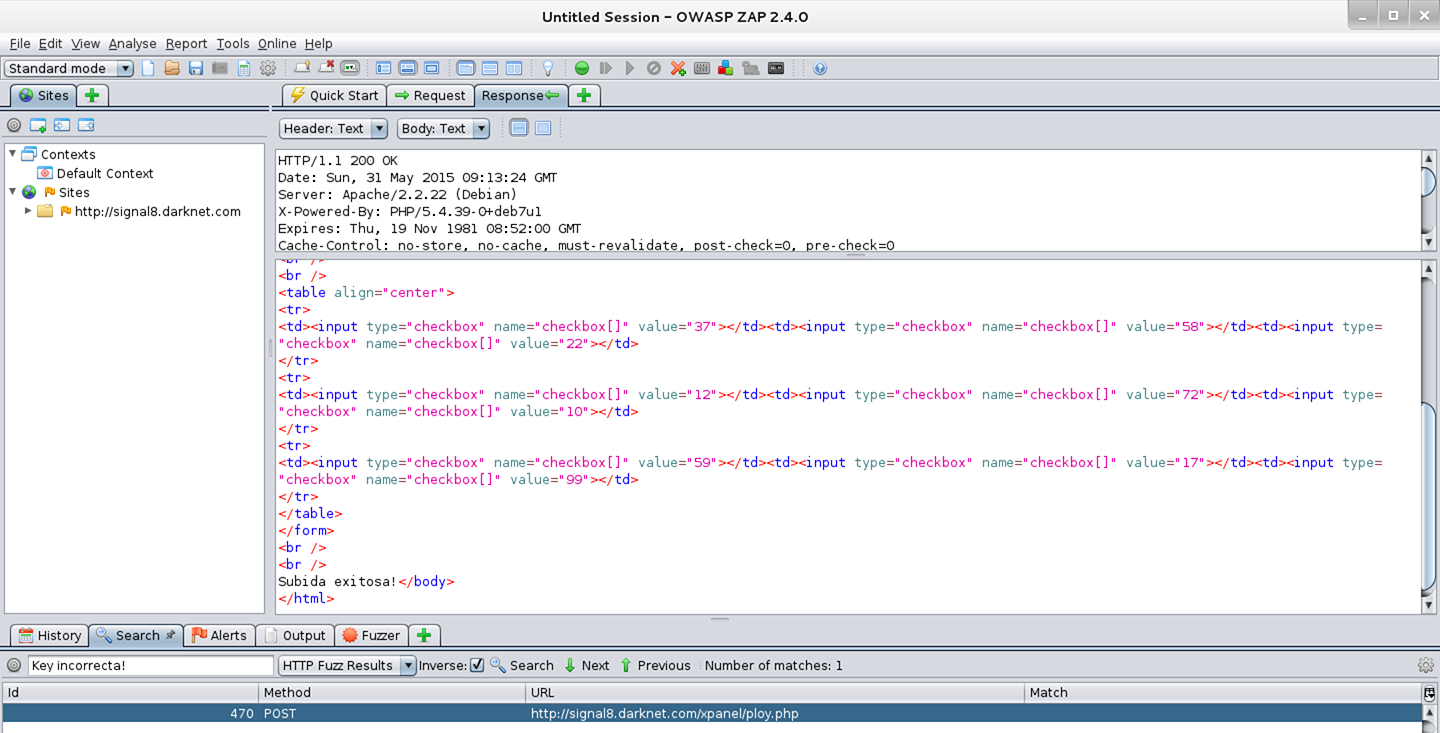 Untitled Session - OWASP ZAP 2.4.0
File Edit View Analyse Report Tools Online Help
Standard mode
Sites
Quick Start Request Response
Header: Text Body: Text
Contexts
Default Context
Sites
http://signal8.darknet.com
HTTP/1.1 200 OK
Date: Sun, 31 May 2015 09:13:24 GMT
Server: Apache/2.2.22 (Debian)
X-Powered-By: PHP/5.4.39-0+deb7u1
Expires: Thu, 19 Nov 1981 08:52:00 GMT
Cache-Control: no-store, no-cache, must-revalidate, post-check=0, pre-check=0
<br />
<br />
<table align="center">
<tr>
<td><input type="checkbox" name="checkbox[]" value="37"></td><td><input type="checkbox" name="checkbox[]" value="58"></td><td><input type=
"checkbox" name="checkbox[]" value="22"></td>
</tr>
<tr>
<td><input type="checkbox" name="checkbox[]" value="12"></td><td><input type="checkbox" name="checkbox[]" value="72"></td><td><input type=
"checkbox" name="checkbox[]" value="10"></td>
</tr>
<tr>
<td><input type="checkbox" name="checkbox[]" value="59"></td><td><input type="checkbox" name="checkbox[]" value="17"></td><td><input type=
"checkbox" name="checkbox[]" value="99"></td>
</tr>
</table>
</form>
<br />
<br />
Subida exitosa!</body>
</html>
History Search Alerts Output Fuzzer
Key incorrecta! HTTP Fuzz Results Inverse: Search Next Previous Number of matches: 1
Id Method URL Match
470 POST http://signal8.darknet.com/xpanel/ploy.php